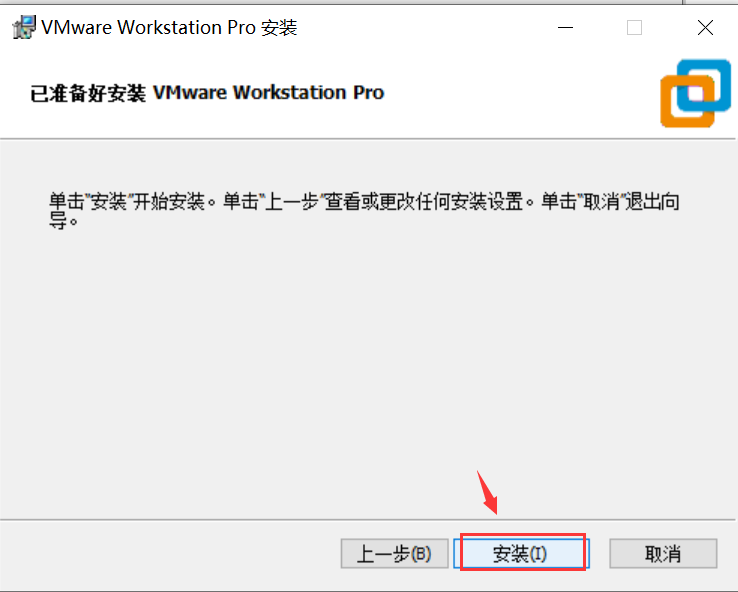 VMware Workstation Pro 安装
已准备好安装 VMware Workstation Pro
单击"安装"开始安装。单击"上一步"查看或更改任何安装设置。单击"取消"退出向
导。
上一步(B) 安装(I) 取消